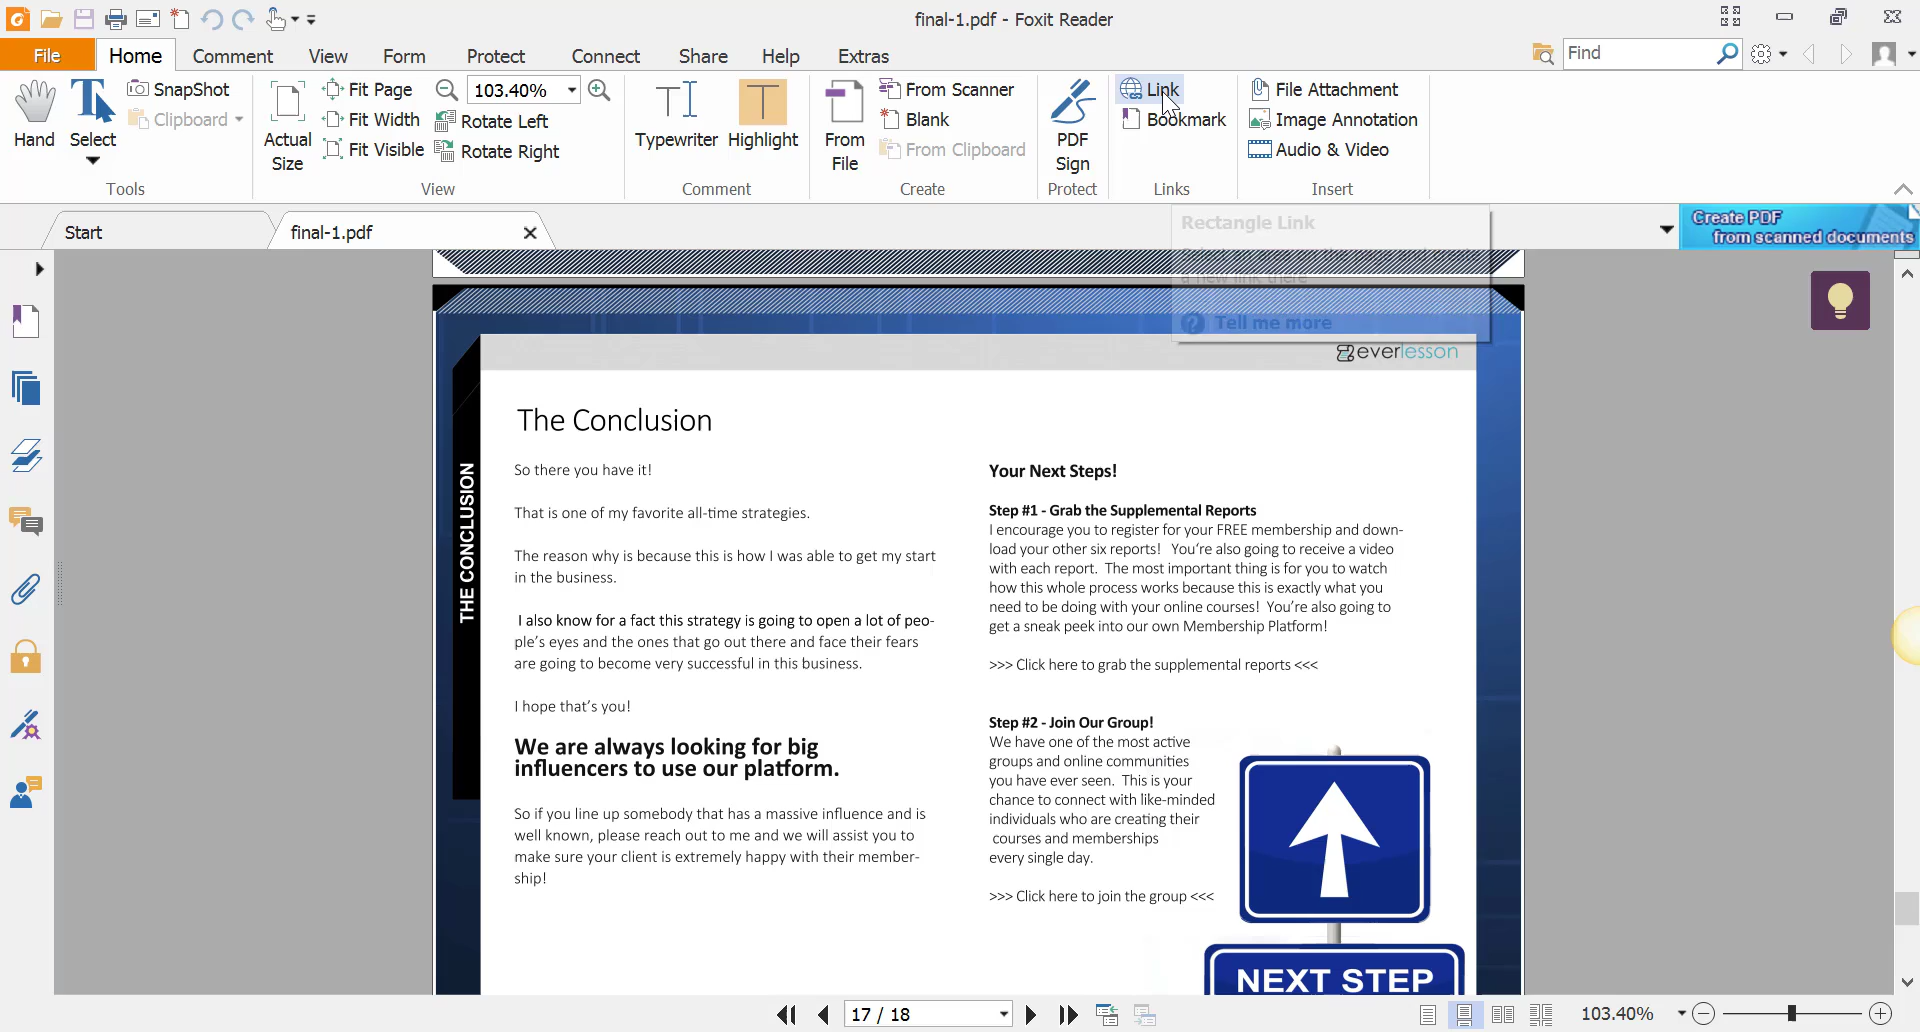 final-1.pdf - Foxit Reader
File
Home
Comment
View
Form
Protect
Connect
Share
Help
Extras
Find
Hand
Select
SnapShot
Clipboard
Tools
Actual
Size
Fit Page
Fit Width
Fit Visible
103.40%
Rotate Left
Rotate Right
View
Typewriter
Highlight
Comment
From
File
From Scanner
Blank
From Clipboard
Create
PDF
Sign
Protect
Link
Bookmark
Links
File Attachment
Image Annotation
Audio & Video
Insert
Start
final-1.pdf
Create PDF
from scanned documents
Rectangle Link
Select an area on the page and create
a new link there
Tell me more
everlesson
THE CONCLUSION
The Conclusion
So there you have it!
That is one of my favorite all-time strategies.
The reason why is because this is how I was able to get my start
in the business.
I also know for a fact this strategy is going to open a lot of peo-
ple's eyes and the ones that go out there and face their fears
are going to become very successful in this business.
I hope that's you!
We are always looking for big
influencers to use our platform.
So if you line up somebody that has a massive influence and is
well known, please reach out to me and we will assist you to
make sure your client is extremely happy with their member-
ship!
Your Next Steps!
Step #1 - Grab the Supplemental Reports
I encourage you to register for your FREE membership and down-
load your other six reports! You're also going to receive a video
with each report. The most important thing is for you to watch
how this whole process works because this is exactly what you
need to be doing with your online courses! You're also going to
get a sneak peek into our own Membership Platform!
>>> Click here to grab the supplemental reports <<<
Step #2 - Join Our Group!
We have one of the most active
groups and online communities
you have ever seen. This is your
chance to connect with like-minded
individuals who are creating their
courses and memberships
every single day.
>>> Click here to join the group <<<
NEXT STEP
17 / 18
103.40%